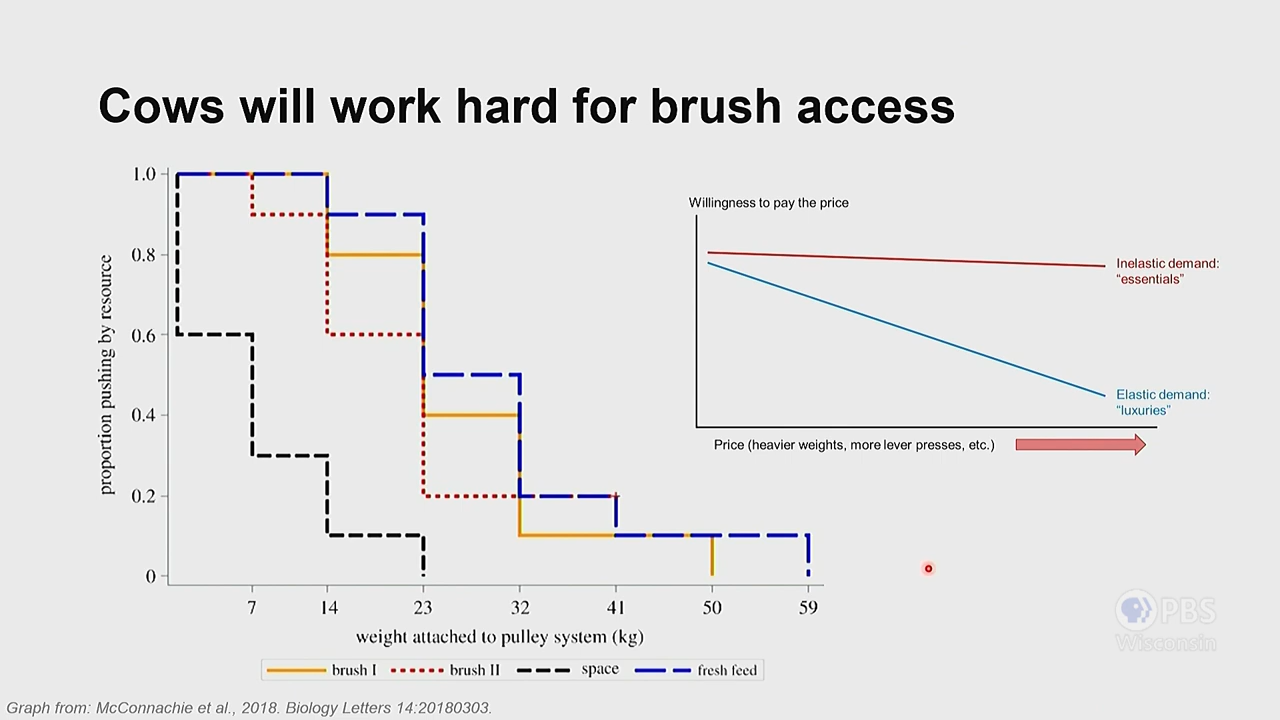 Cows will work hard for brush access
proportion pushing by resource
1.0
0.8
0.6
0.4
0.2
0
7 14 23 32 41 50 59
weight attached to pulley system (kg)
brush I brush II space fresh feed
Willingness to pay the price
Inelastic demand:
“essentials”
Elastic demand:
“luxuries”
Price (heavier weights, more lever presses, etc.)
PBS
Wisconsin
Graph from: McConnachie et al., 2018. Biology Letters 14:20180303.